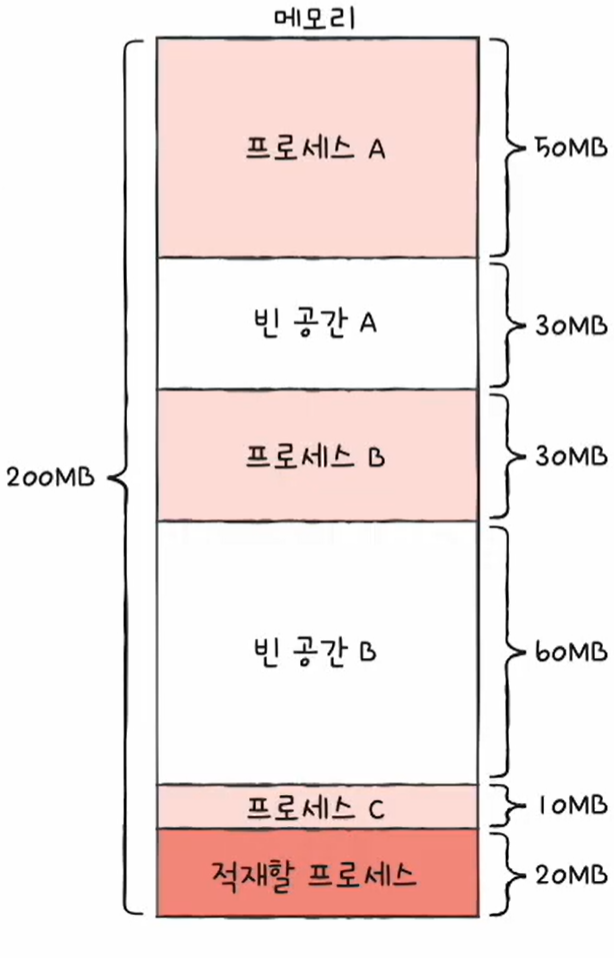 메모리
프로세스 A
50MB
빈 공간 A
30MB
프로세스 B
30MB
200MB
빈 공간 B
60MB
프로세스 C
10MB
적재할 프로세스
20MB